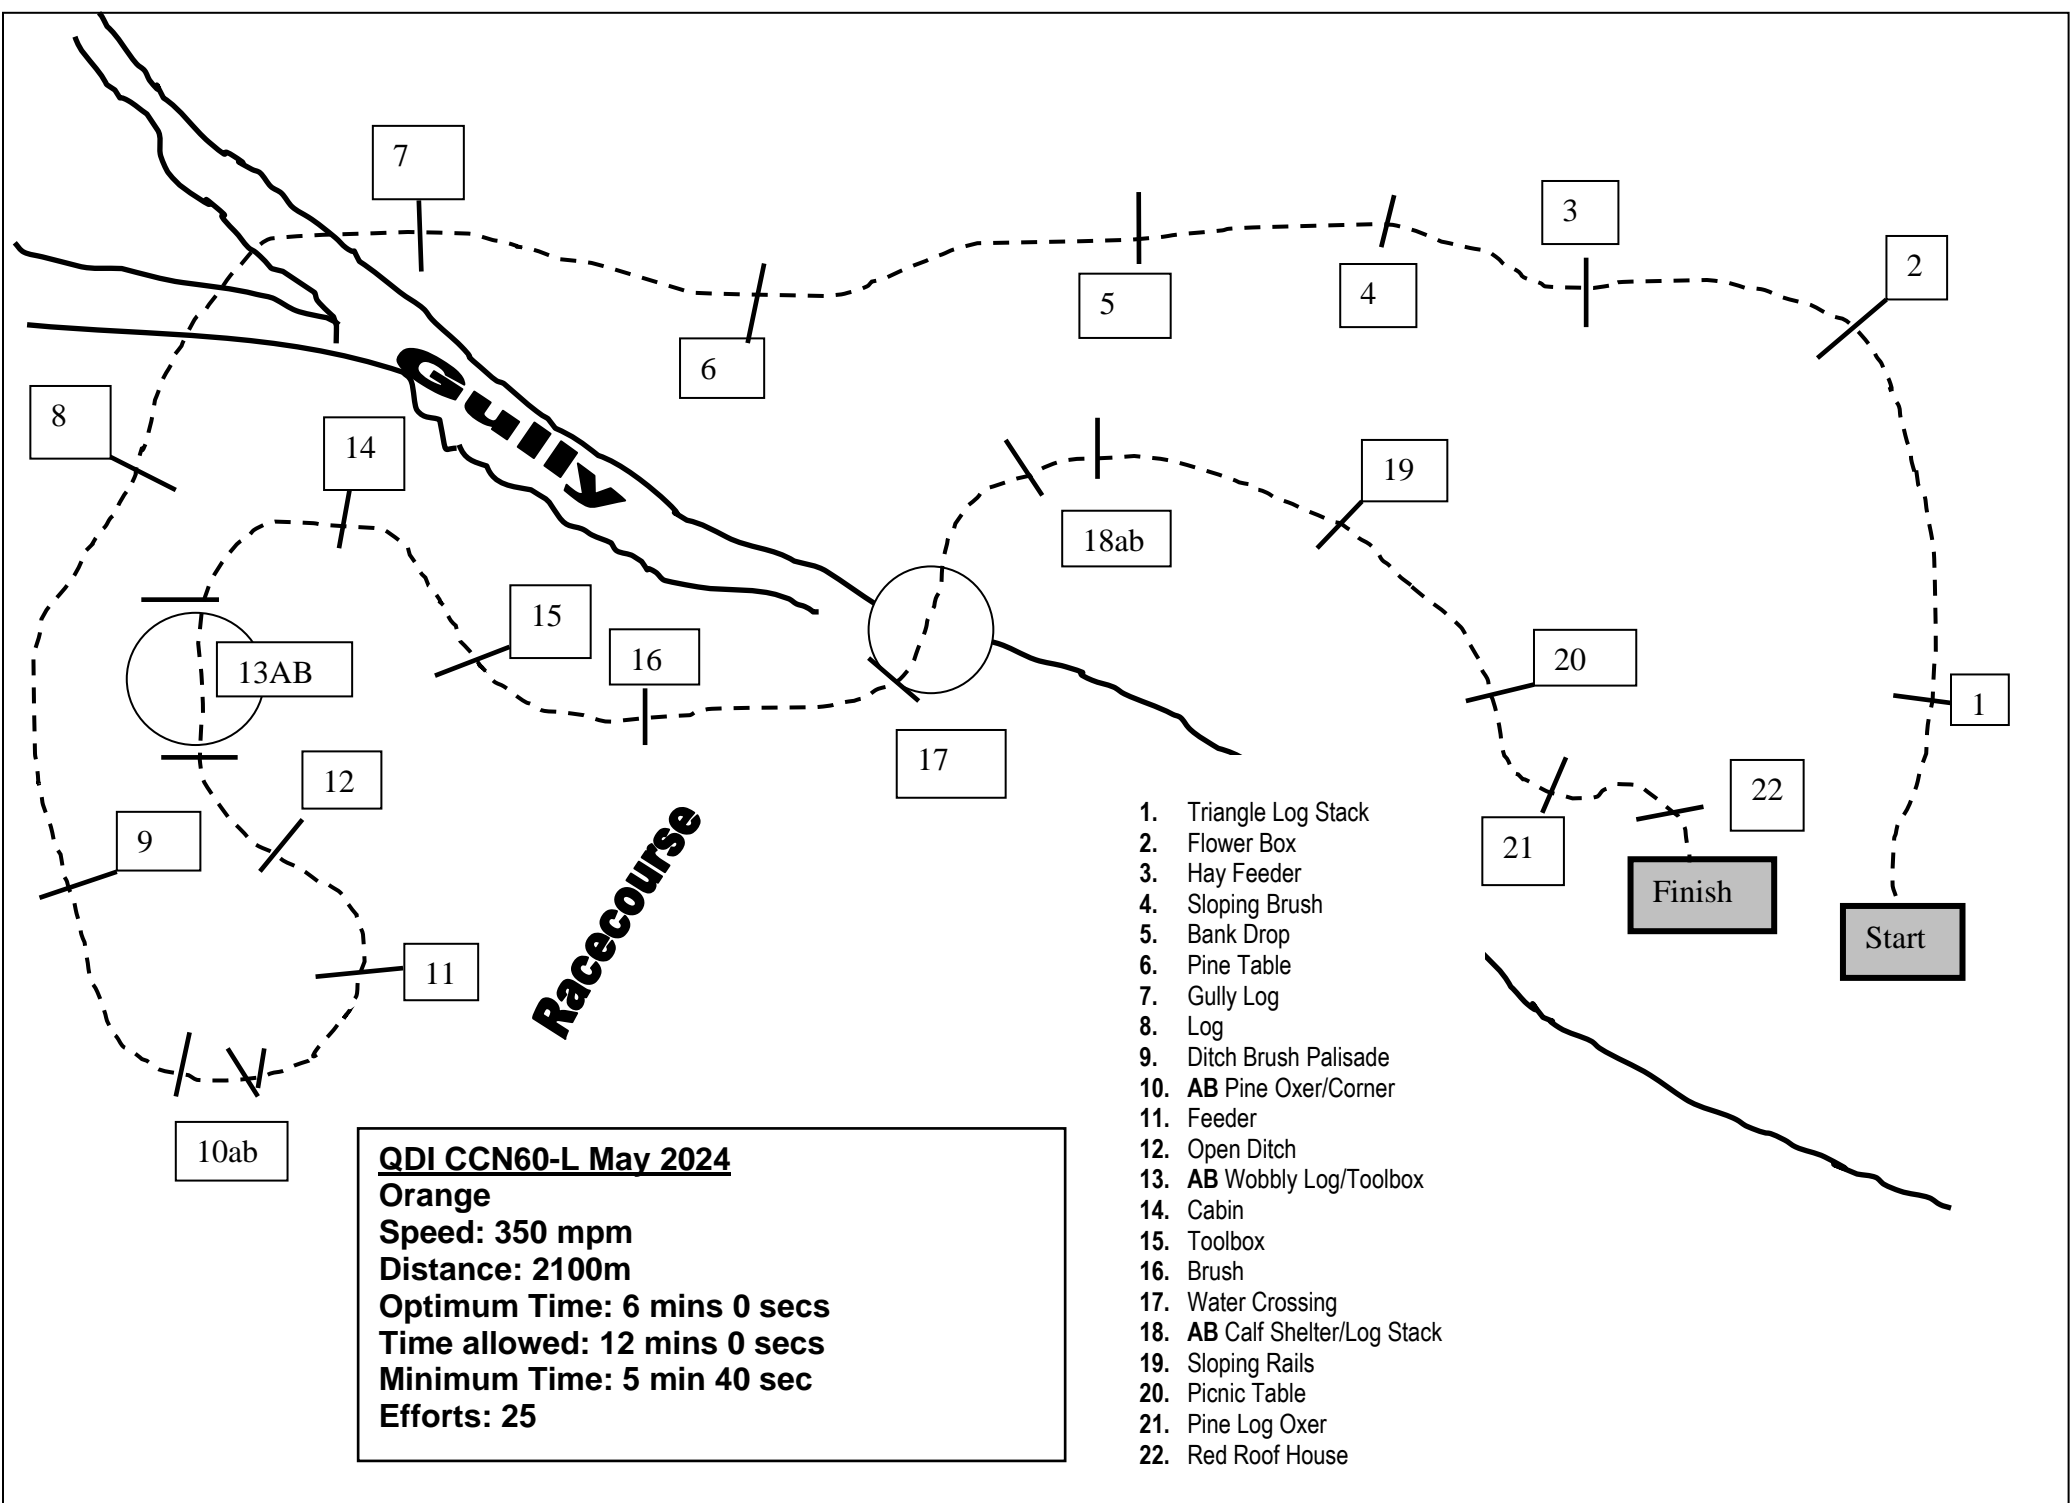 7
3
2
5
4
6
8
14
19
18ab
15
16
20
13AB
1
17
12
22
9
21
11
10ab
Gully
Racecourse
Finish
Start
1. Triangle Log Stack
2. Flower Box
3. Hay Feeder
4. Sloping Brush
5. Bank Drop
6. Pine Table
7. Gully Log
8. Log
9. Ditch Brush Palisade
10. AB Pine Oxer/Corner
11. Feeder
12. Open Ditch
13. AB Wobbly Log/Toolbox
14. Cabin
15. Toolbox
16. Brush
17. Water Crossing
18. AB Calf Shelter/Log Stack
19. Sloping Rails
20. Picnic Table
21. Pine Log Oxer
22. Red Roof House
QDI CCN60-L May 2024
Orange
Speed: 350 mpm
Distance: 2100m
Optimum Time: 6 mins 0 secs
Time allowed: 12 mins 0 secs
Minimum Time: 5 min 40 sec
Efforts: 25